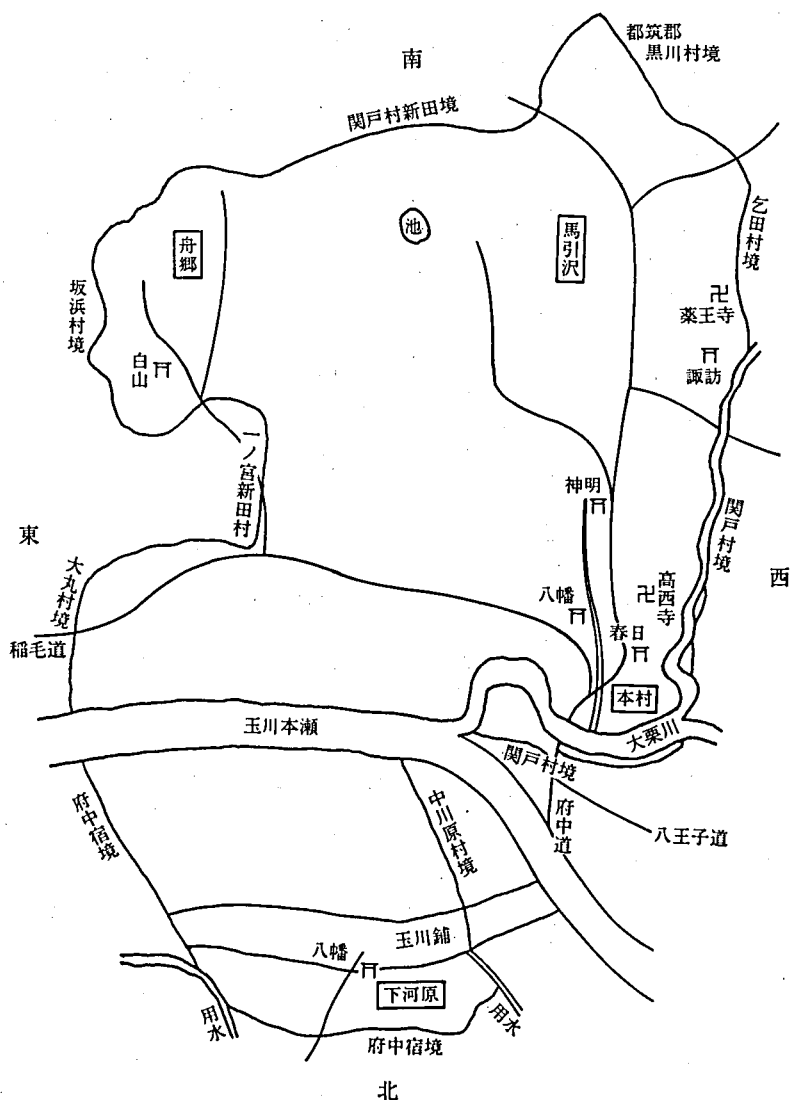 南
都筑郡
黒川村境
関戸村新田境
乞田村境
池
馬引沢
舟郷
坂浜村境
卍
薬王寺
白山
諏訪
一ノ宮新田村
神明
関戸村境
東
西
大丸村境
稲毛道
八幡
卍
高西寺
春日
本村
玉川本瀬
大栗川
関戸村境
府中宿境
中川原村境
府中道
八王子道
玉川鋪
八幡
下河原
用水
用水
府中宿境
北